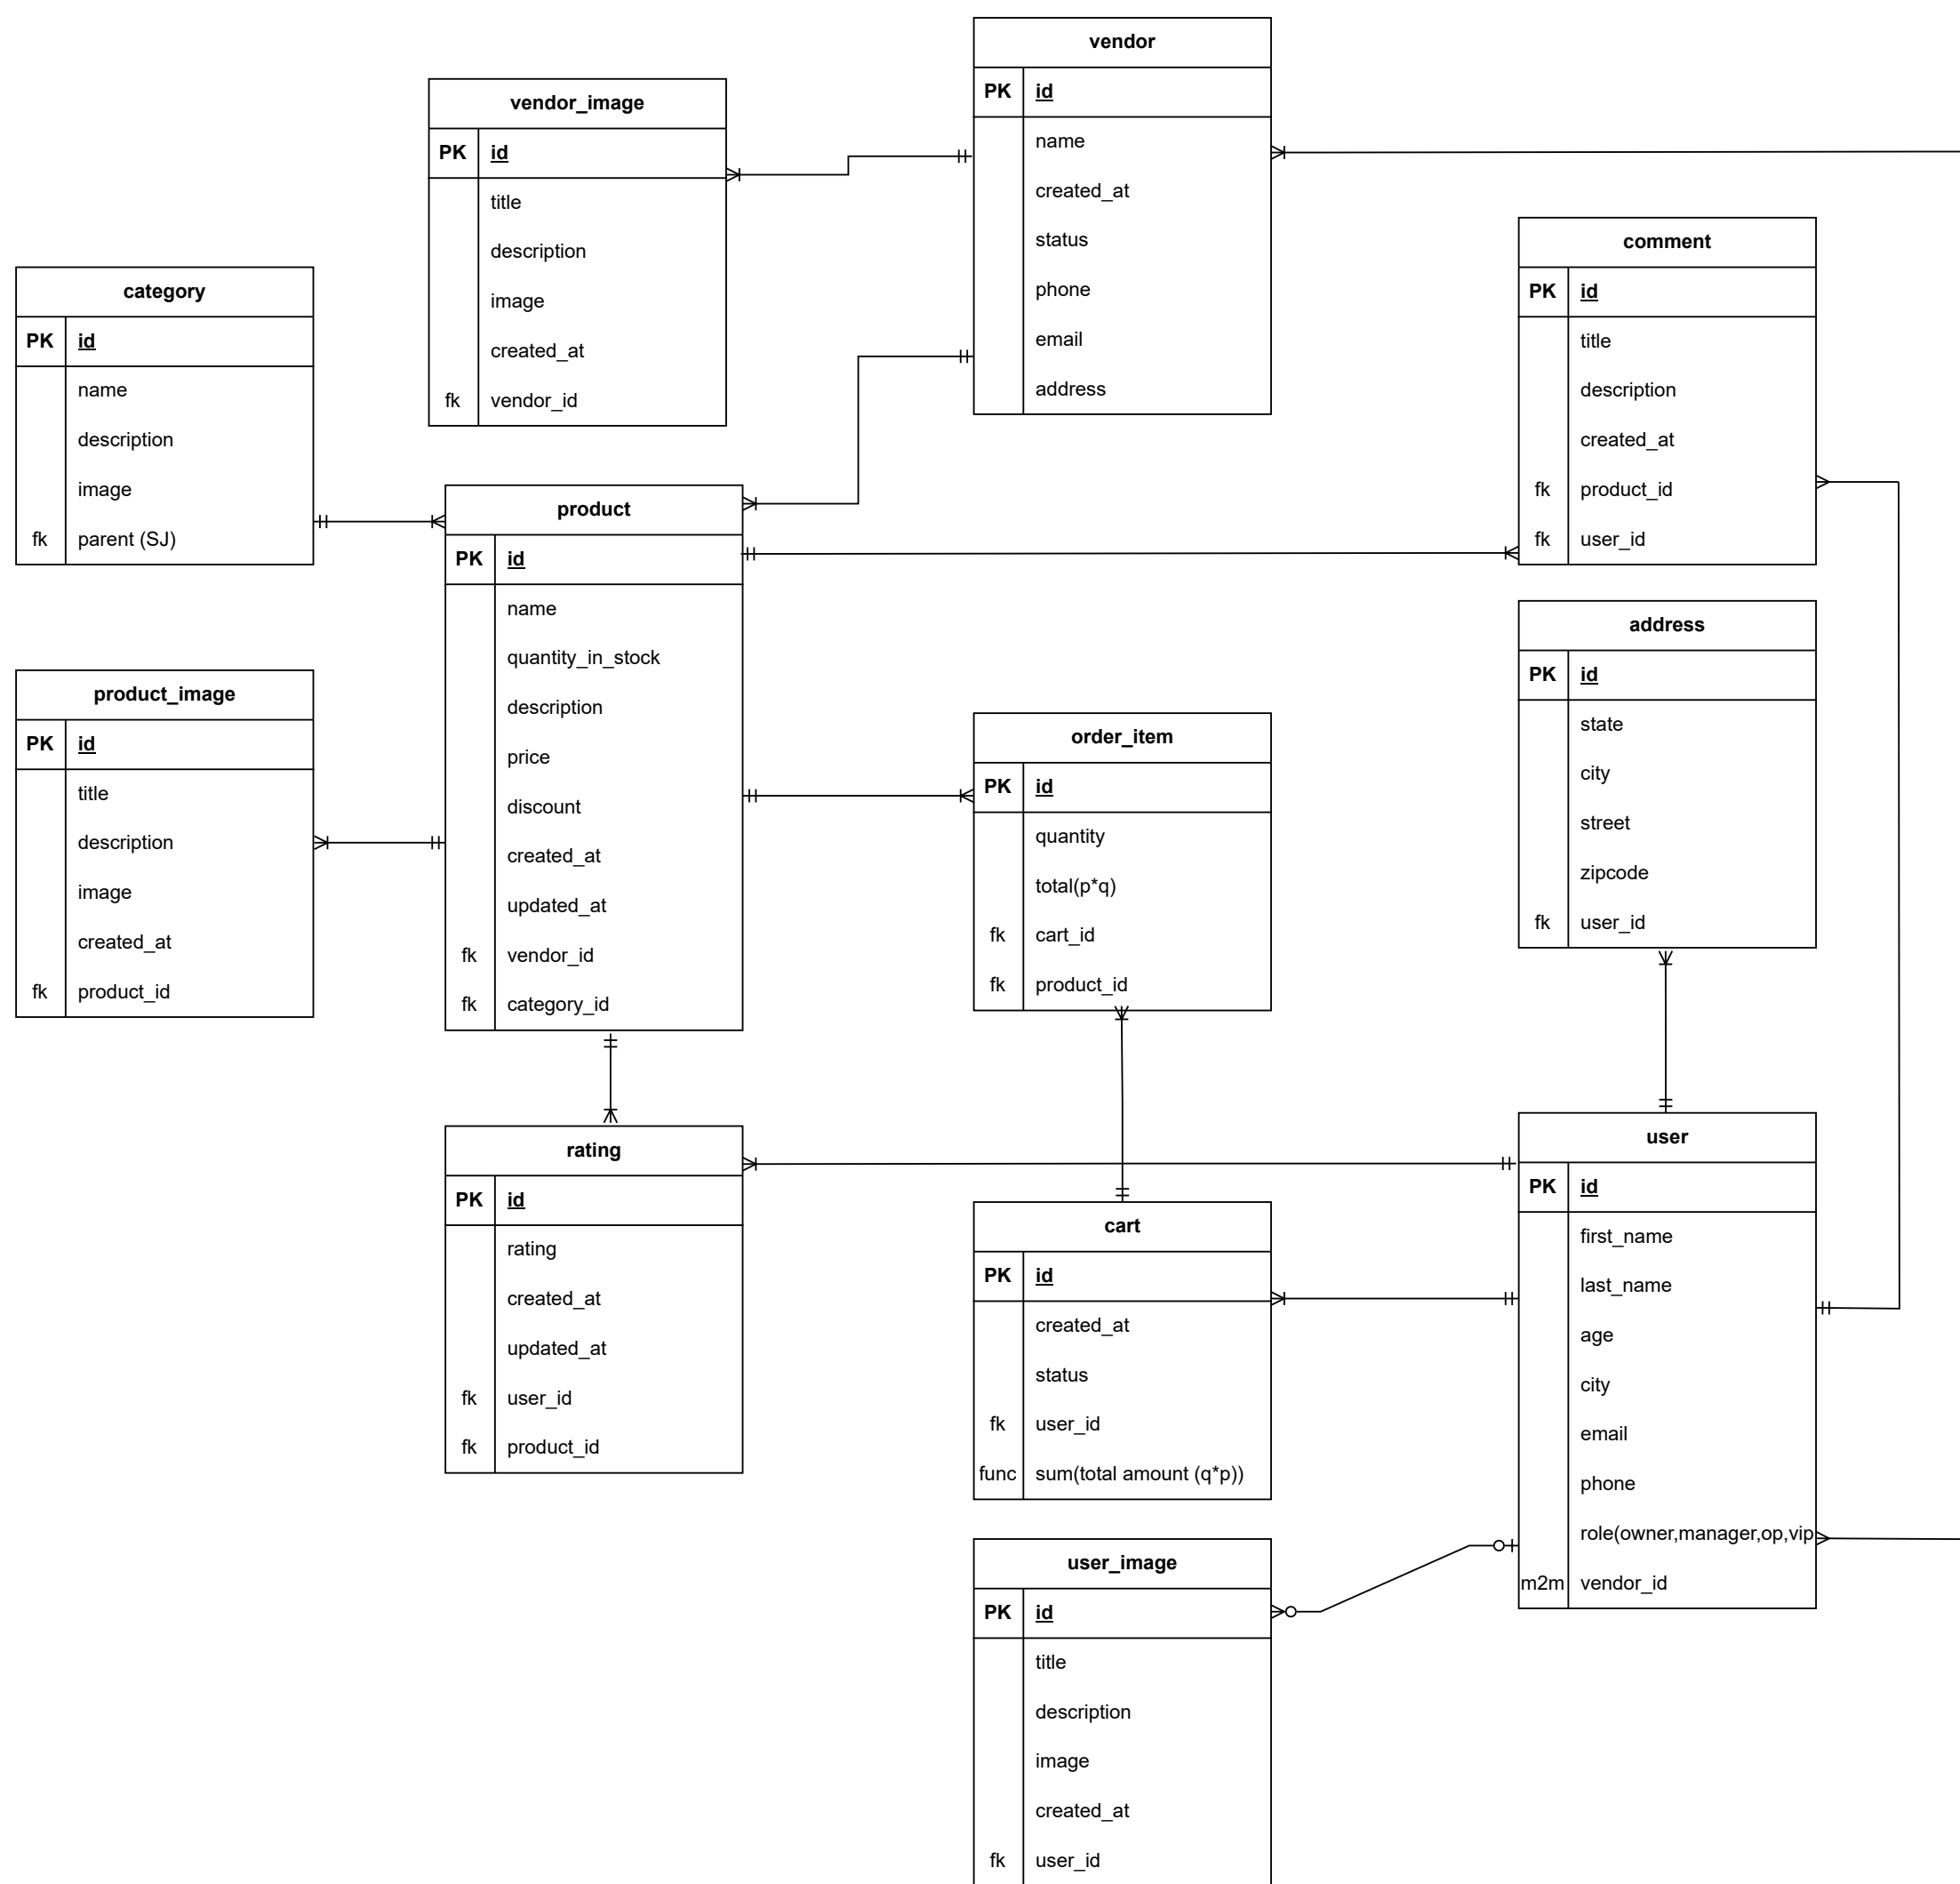 vendor
PK id
name
created_at
status
phone
email
address
vendor_image
PK id
title
description
image
created_at
fk vendor_id
comment
PK id
title
description
created_at
fk product_id
fk user_id
category
PK id
name
description
image
fk parent (SJ)
product
PK id
name
quantity_in_stock
description
price
discount
created_at
updated_at
fk vendor_id
fk category_id
address
PK id
state
city
street
zipcode
fk user_id
product_image
PK id
title
description
image
created_at
fk product_id
order_item
PK id
quantity
total(p*q)
fk cart_id
fk product_id
rating
PK id
rating
created_at
updated_at
fk user_id
fk product_id
cart
PK id
created_at
status
fk user_id
func sum(total amount (q*p))
user
PK id
first_name
last_name
age
city
email
phone
role(owner,manager,op,vip
m2m vendor_id
user_image
PK id
title
description
image
created_at
fk user_id